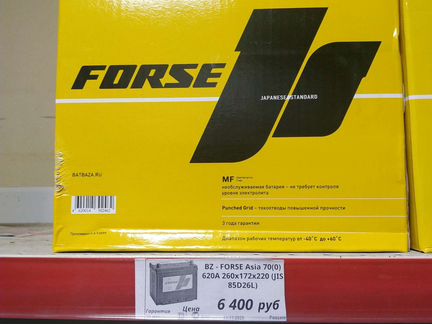 FORSE
JS
JAPANESE STANDARD
BATBAZA.RU
MF
необслуживаемая батарея – не требует контроля
уровня электролита
Punched Grid – токоотводы повышенной прочности
3 года гарантии
Диапазон рабочих температур от -40°C до +60°C
BZ - FORSE Asia 70(0)
620A 260x172x220 (JIS
85D26L)
6 400 руб
Гарантия
Цена